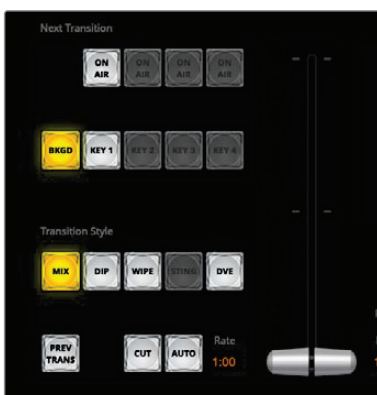 Next Transition
ON AIR ON AIR ON AIR ON AIR
BKGD KEY 1 KEY 2 KEY 3 KEY 4
Transition Style
MIX DIP WIPE STING DVE
PREV TRANS CUT AUTO Rate 1:00